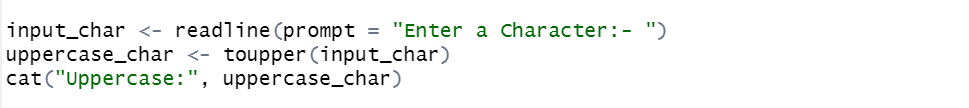 input_char <- readline(prompt = "Enter a Character:- ")
uppercase_char <- toupper(input_char)
cat("Uppercase:", uppercase_char)